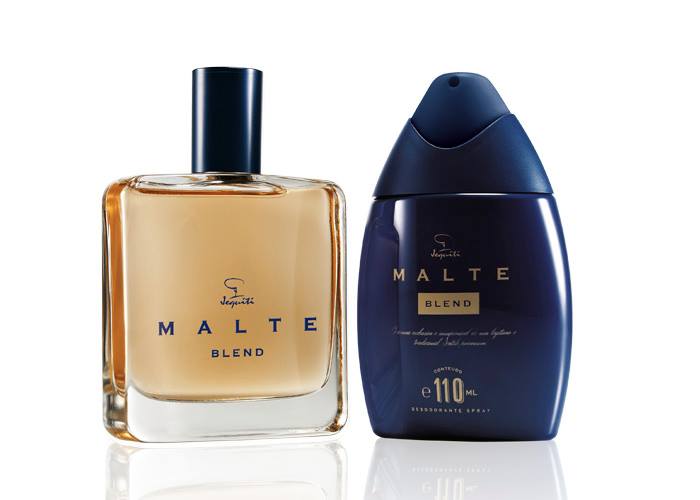 Jequiti
MALTE
BLEND
Jequiti
MALTE
BLEND
CONTEÚDO
e 110 ML
DESODORANTE SPRAY